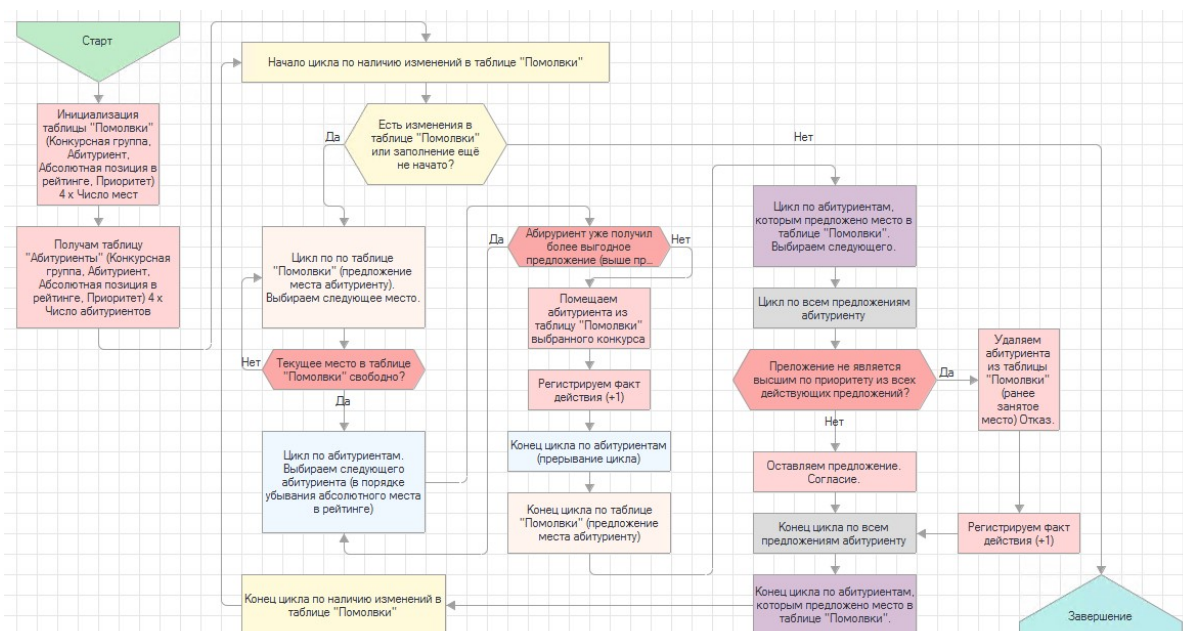 Старт
Инициализация
таблицы "Помолвки"
(Конкурсная группа,
Абитуриент,
Абсолютная позиция в
рейтинге, Приоритет)
4 x Число мест
Получам таблицу
"Абитуриенты" (Конкурсная
группа, Абитуриент,
Абсолютная позиция в
рейтинге, Приоритет) 4 x
Число абитуриентов
Начало цикла по наличию изменений в таблице "Помолвки"
Есть изменения в
таблице "Помолвки"
или заполнение ещё
не начато?
Да
Нет
Цикл по по таблице
"Помолвки" (предложение
места абитуриенту).
Выбираем следующее место.
Текущее место в таблице
"Помолвки" свободно?
Нет
Да
Цикл по абитуриентам.
Выбираем следующего
абитуриента (в порядке
убывания абсолютного места
в рейтинге)
Абируриент уже получил
более выгодное
предложение (выше пр...
Да
Нет
Помещаем
абитуриента из
таблицу "Помолвки"
выбранного конкурса
Регистрируем факт
действия (+1)
Конец цикла по абитуриентам
(прерывание цикла)
Конец цикла по таблице
"Помолвки" (предложение
места абитуриенту)
Цикл по абитуриентам,
которым предложено место в
таблице "Помолвки".
Выбираем следующего.
Цикл по всем предложениям
абитуриенту
Преложение не является
высшим по приоритету из всех
действующих предложений?
Да
Нет
Удаляем
абитуриента
из таблицы
"Помолвки"
(ранее
занятое
место) Отказ.
Оставляем предложение.
Согласие.
Регистрируем факт
действия (+1)
Конец цикла по всем
предложениям абитуриенту
Конец цикла по абитуриентам,
которым предложено место в
таблице "Помолвки".
Конец цикла по наличию изменений в
таблице "Помолвки"
Завершение